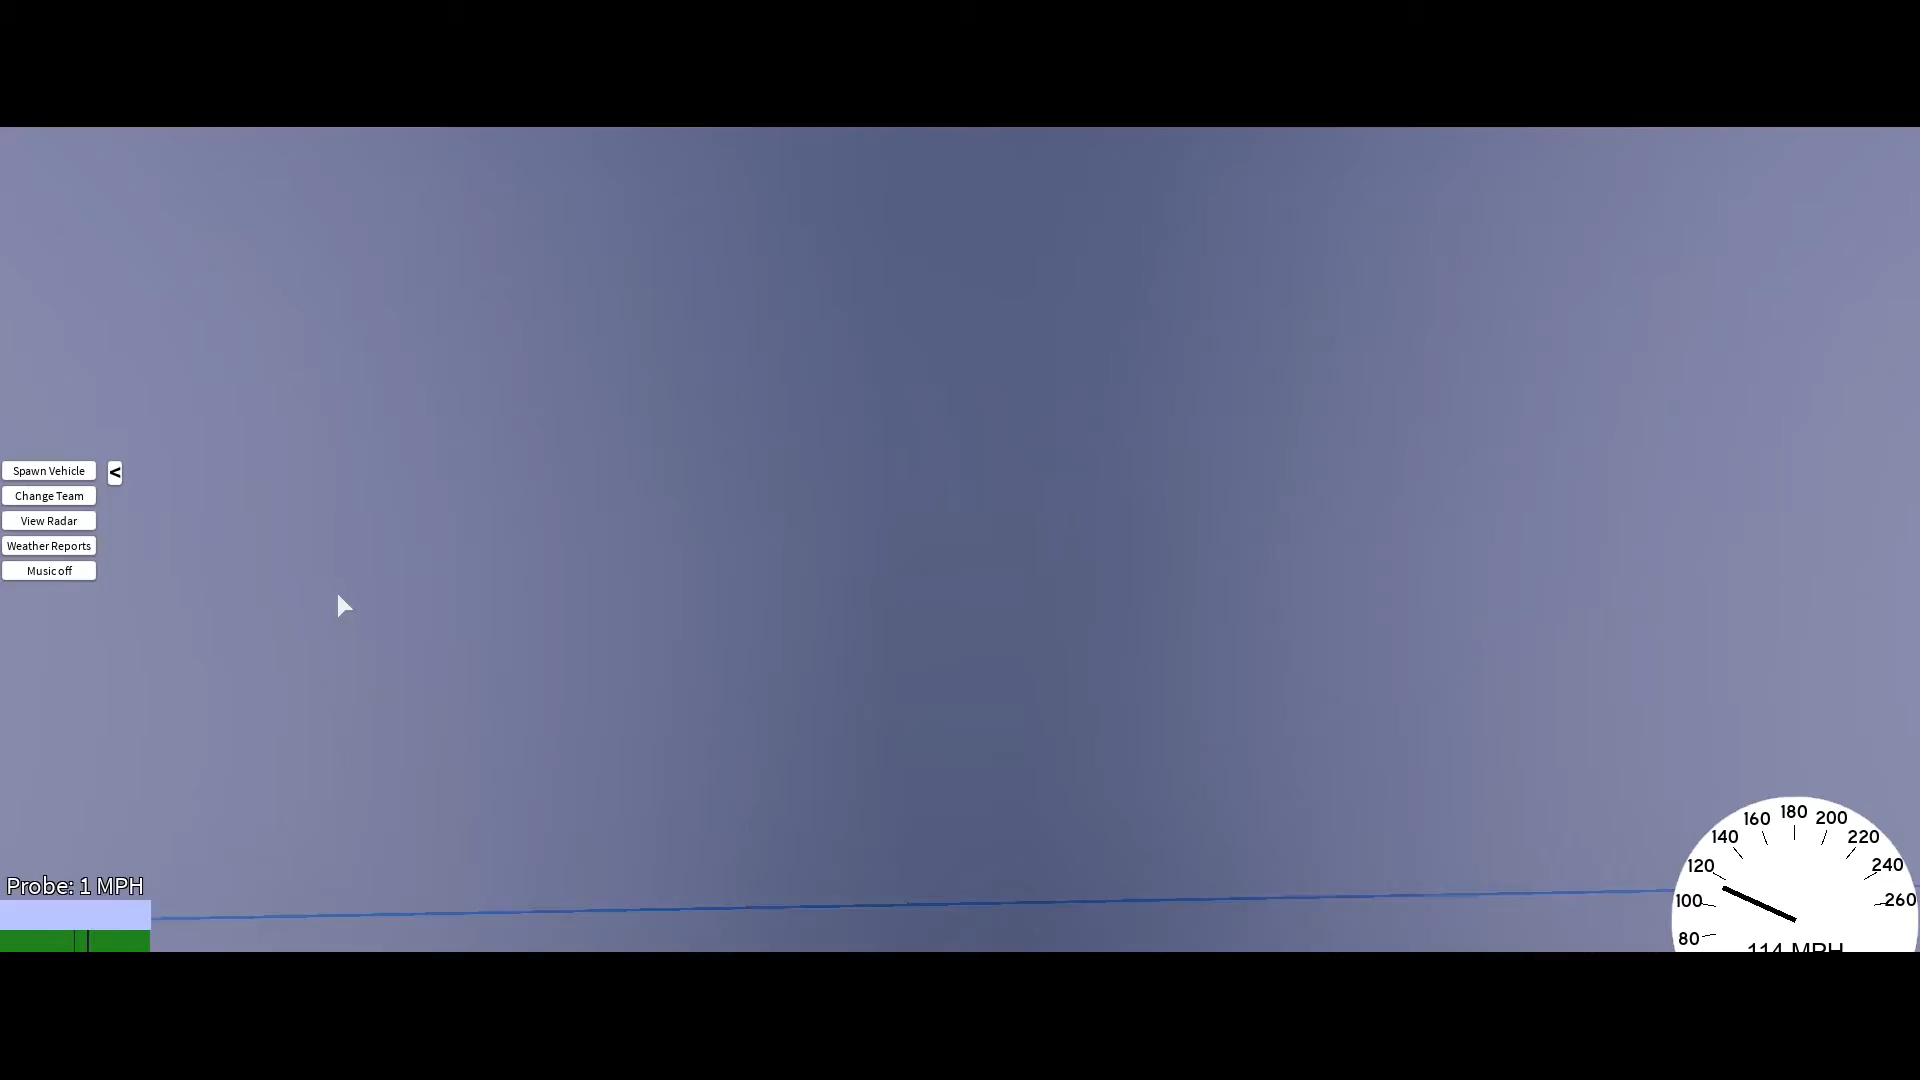 Spawn Vehicle
<
Change Team
View Radar
Weather Reports
Music off
Probe: 1 MPH
180
160
200
140
220
120
240
100
260
80
114 MPH